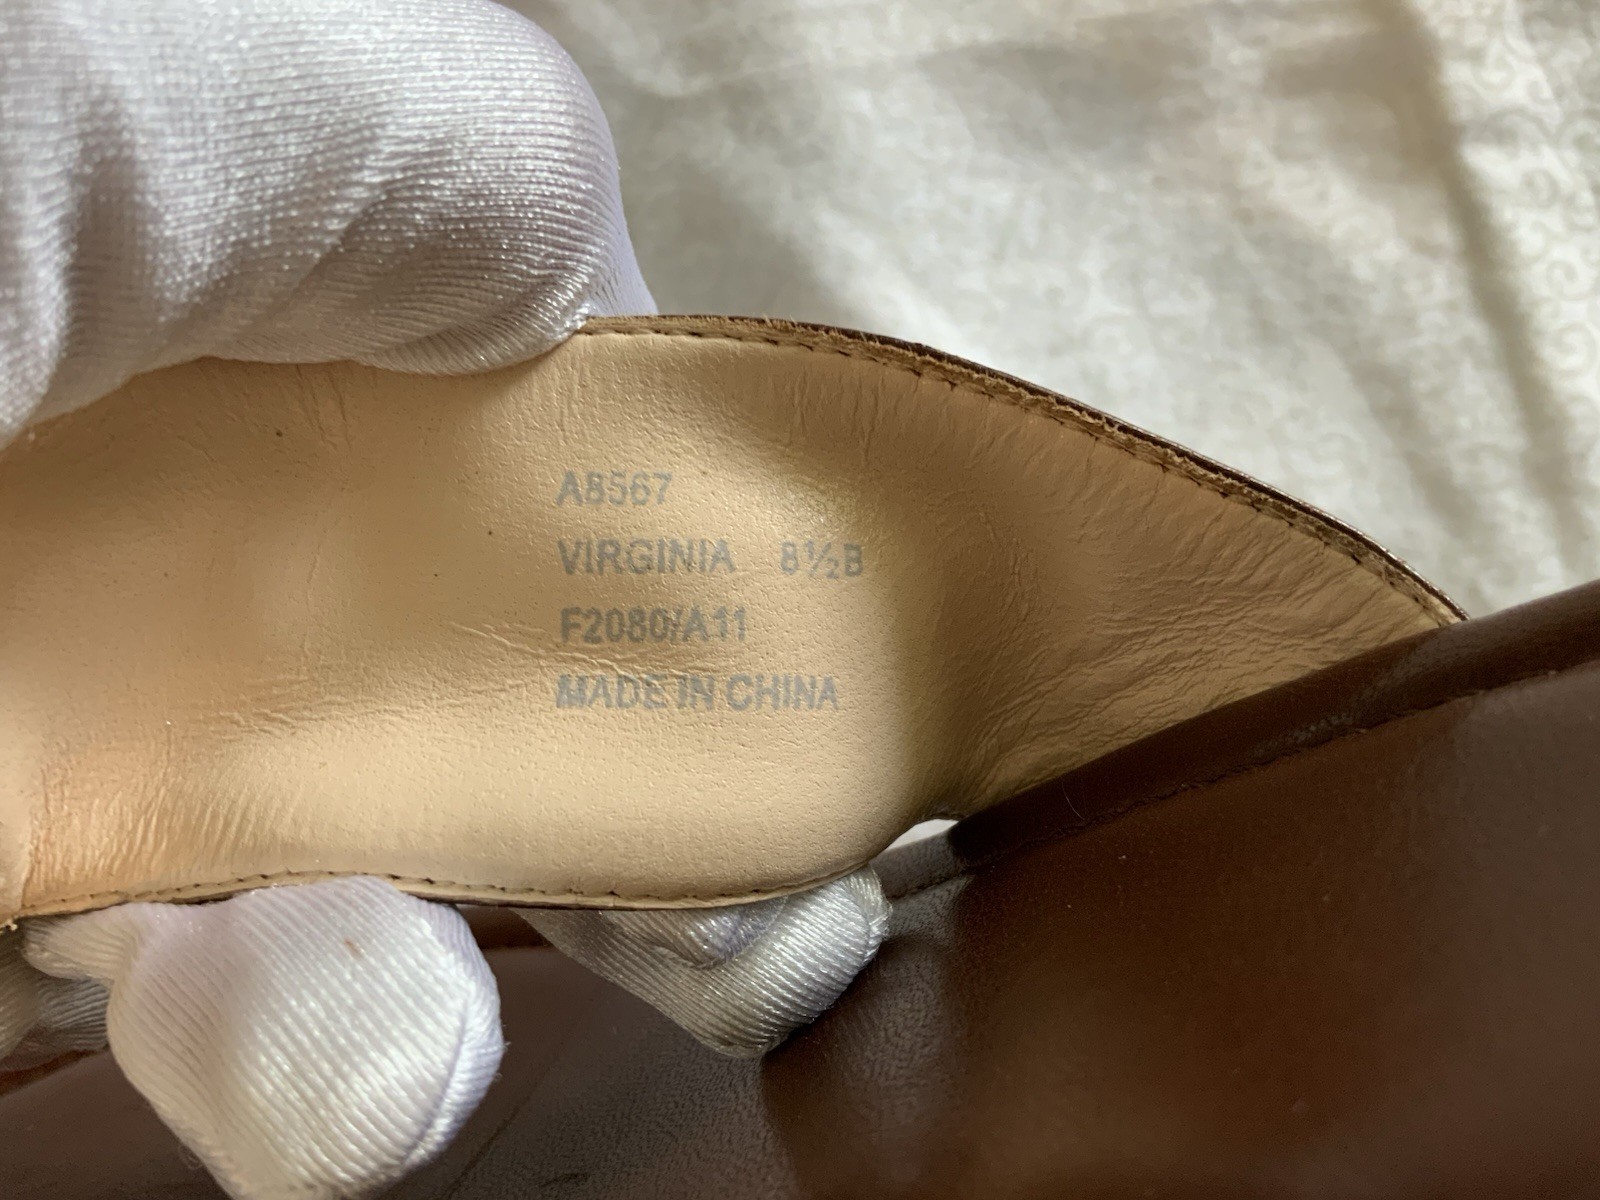 A8567
VIRGINIA 8½B
F2080/A11
MADE IN CHINA